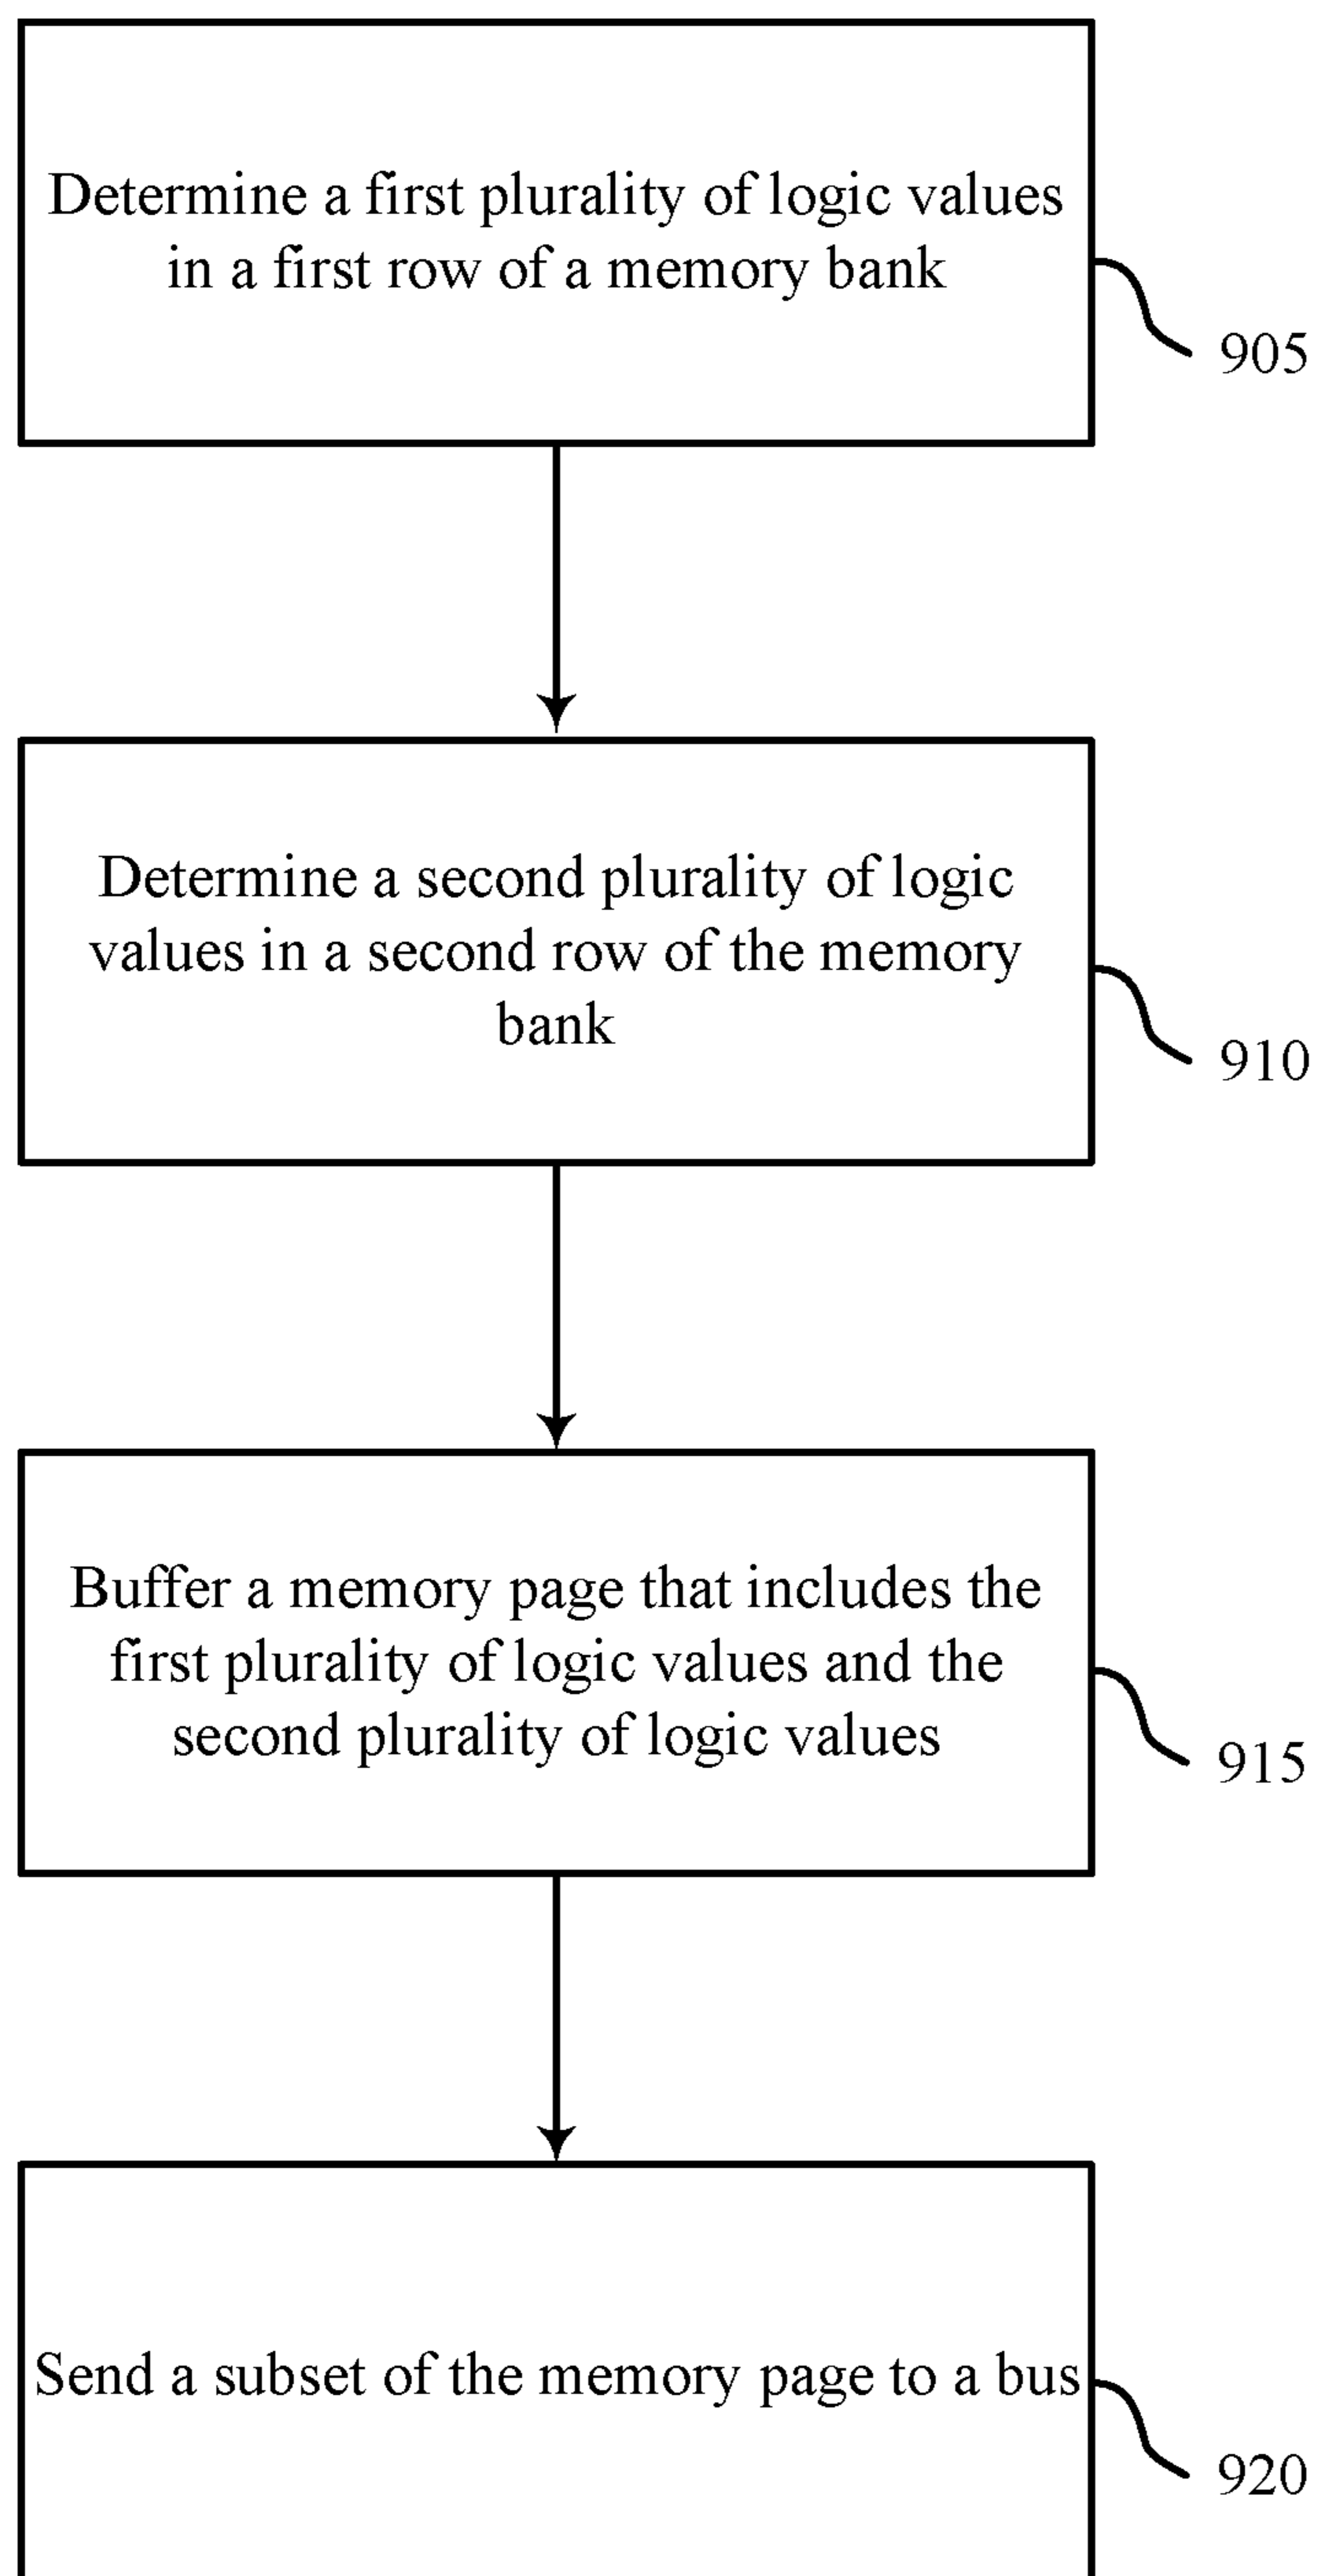 Determine a first plurality of logic values
in a first row of a memory bank
905
Determine a second plurality of logic
values in a second row of the memory
bank
910
Buffer a memory page that includes the
first plurality of logic values and the
second plurality of logic values
915
Send a subset of the memory page to a bus
920